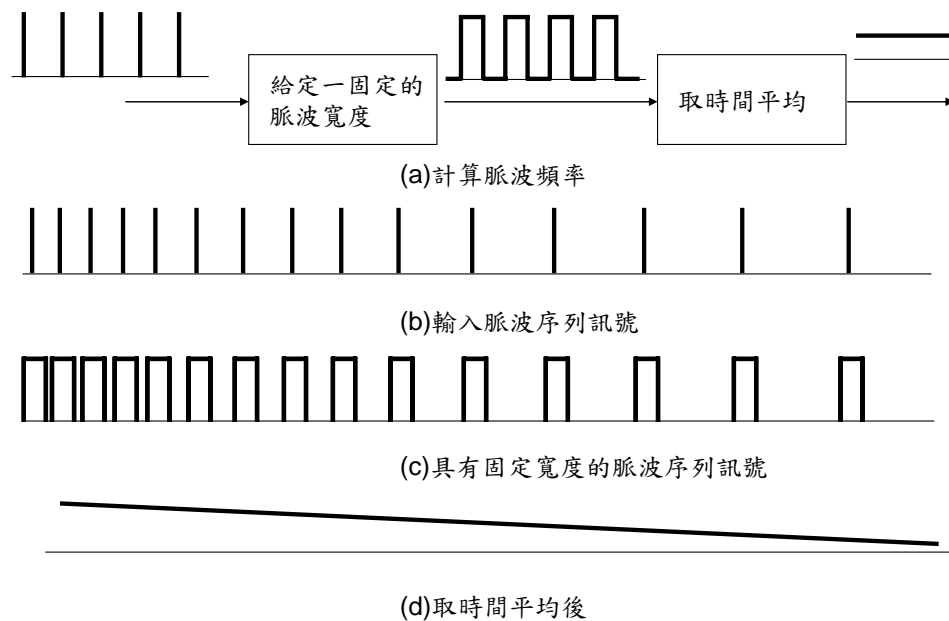 給定一固定的
脈波寬度
取時間平均
(a)計算脈波頻率
(b)輸入脈波序列訊號
(c)具有固定寬度的脈波序列訊號
(d)取時間平均後